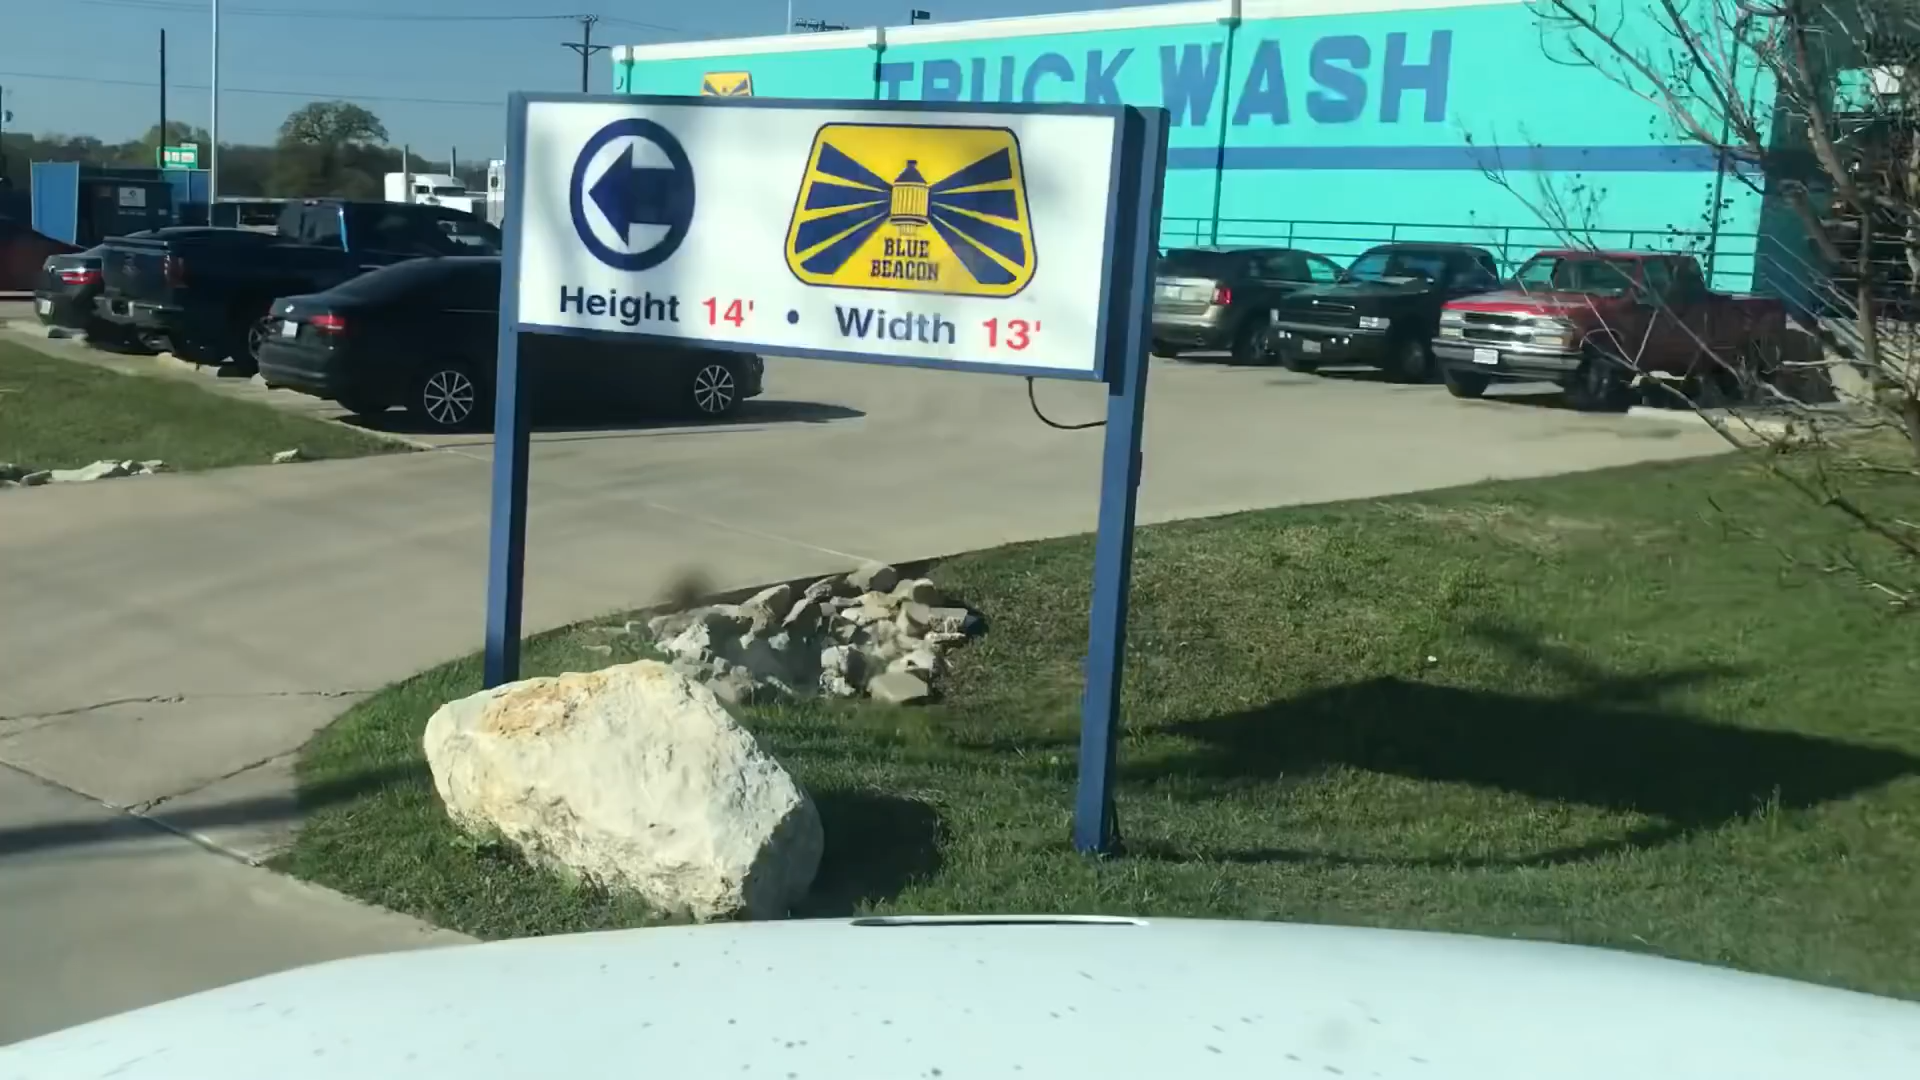 TRUCK WASH
BLUE
BEACON
Height 14' • Width 13'